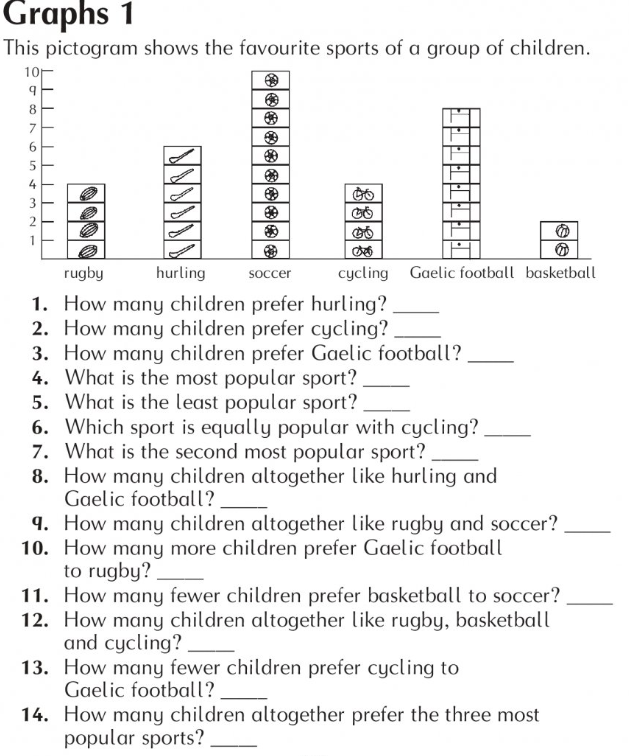 Graphs 1
This pictogram shows the favourite sports of a group of children.
10
9
8
7
6
5
4
3
2
1
rugby hurling soccer cycling Gaelic football basketball
1. How many children prefer hurling? _____
2. How many children prefer cycling? _____
3. How many children prefer Gaelic football? _____
4. What is the most popular sport? _____
5. What is the least popular sport? _____
6. Which sport is equally popular with cycling? _____
7. What is the second most popular sport? _____
8. How many children altogether like hurling and
Gaelic football? _____
9. How many children altogether like rugby and soccer? _____
10. How many more children prefer Gaelic football
to rugby? _____
11. How many fewer children prefer basketball to soccer? _____
12. How many children altogether like rugby, basketball
and cycling? _____
13. How many fewer children prefer cycling to
Gaelic football? _____
14. How many children altogether prefer the three most
popular sports? _____